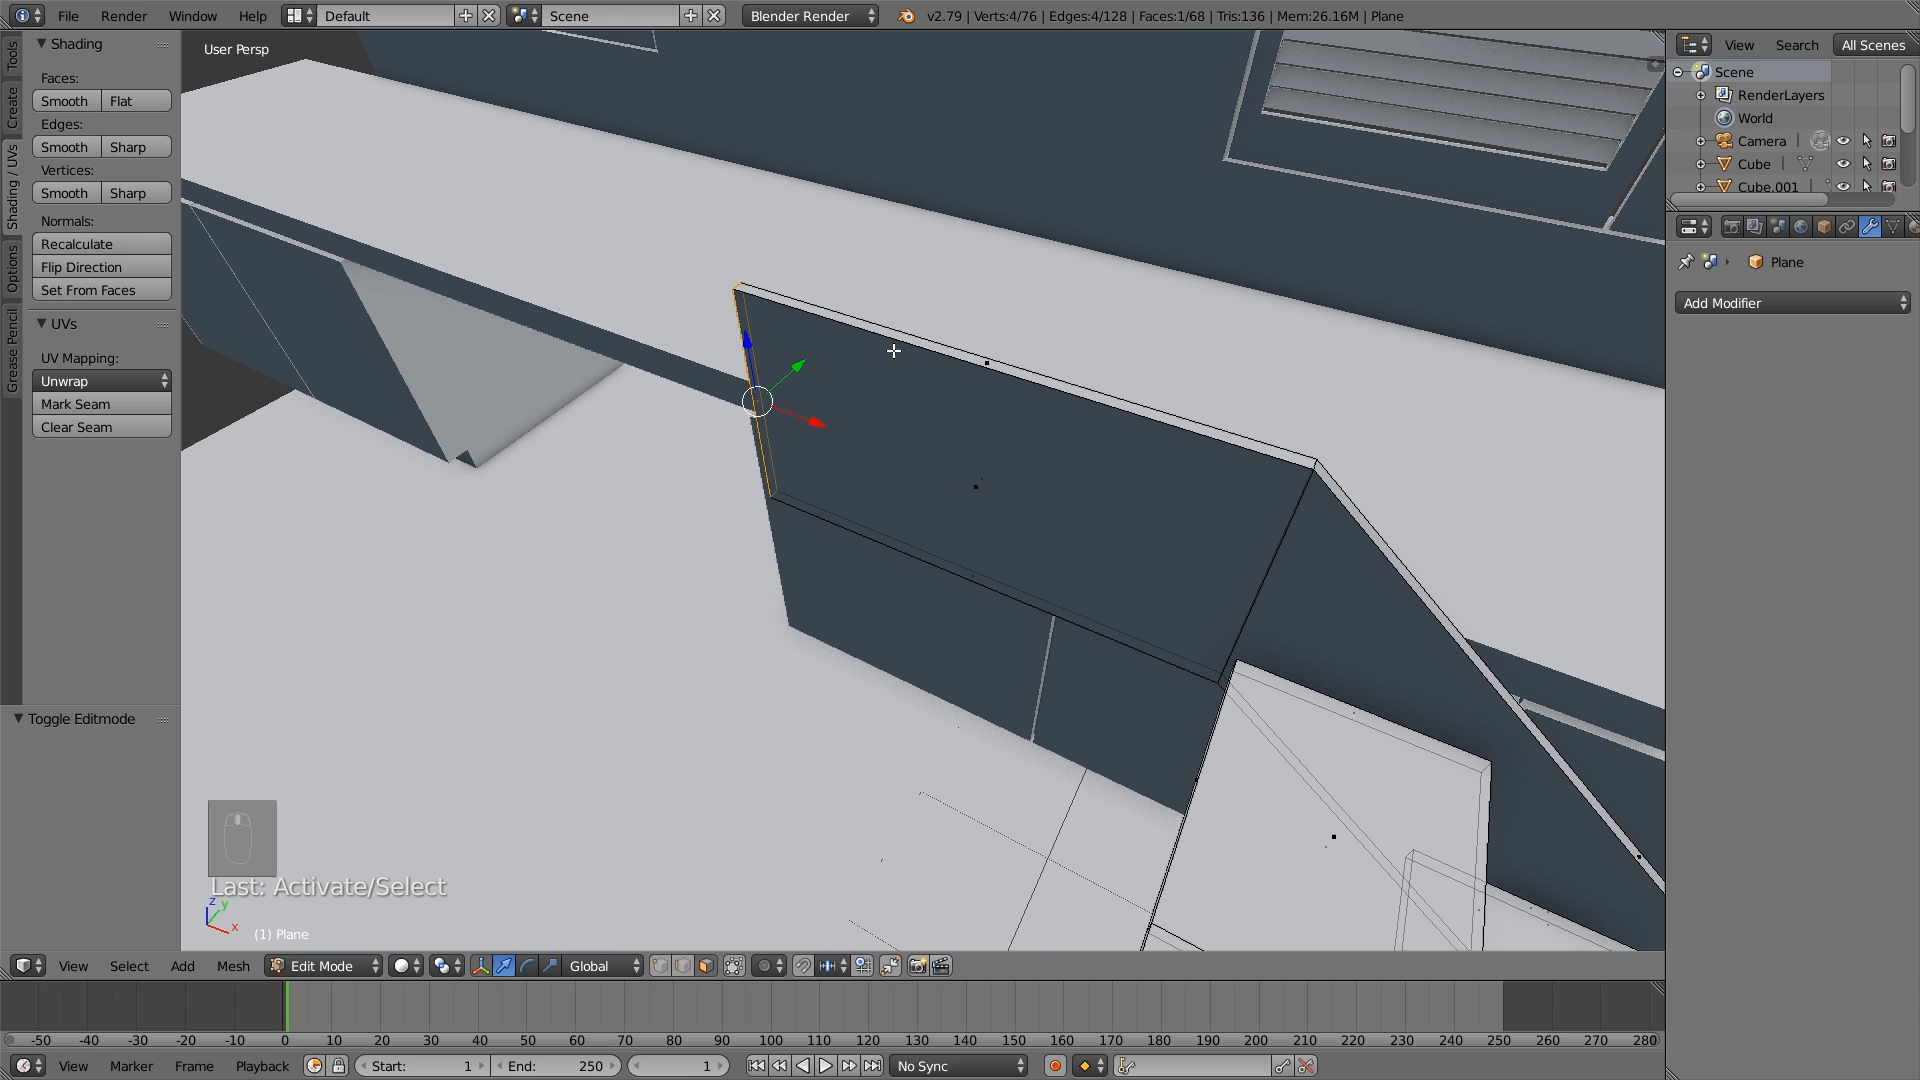 File Render Window Help Default Scene Blender Render v2.79 | Verts:4/76 | Edges:4/128 | Faces:1/68 | Tris:136 | Mem:26.16M | Plane
Shading
Faces:
Smooth Flat
Edges:
Smooth Sharp
Vertices:
Smooth Sharp
Normals:
Recalculate
Flip Direction
Set From Faces
UVs
UV Mapping:
Unwrap
Mark Seam
Clear Seam
Toggle Editmode
Tools
Create
Shading / UVs
Options
Grease Pencil
User Persp
Last: Activate/Select
z
y
x
(1) Plane
View Search All Scenes
Scene
RenderLayers
World
Camera
Cube
Cube.001
Plane
Add Modifier
View Select Add Mesh Edit Mode Global
-50 -40 -30 -20 -10 0 10 20 30 40 50 60 70 80 90 100 110 120 130 140 150 160 170 180 190 200 210 220 230 240 250 260 270 280
View Marker Frame Playback Start: 1 End: 250 1 No Sync